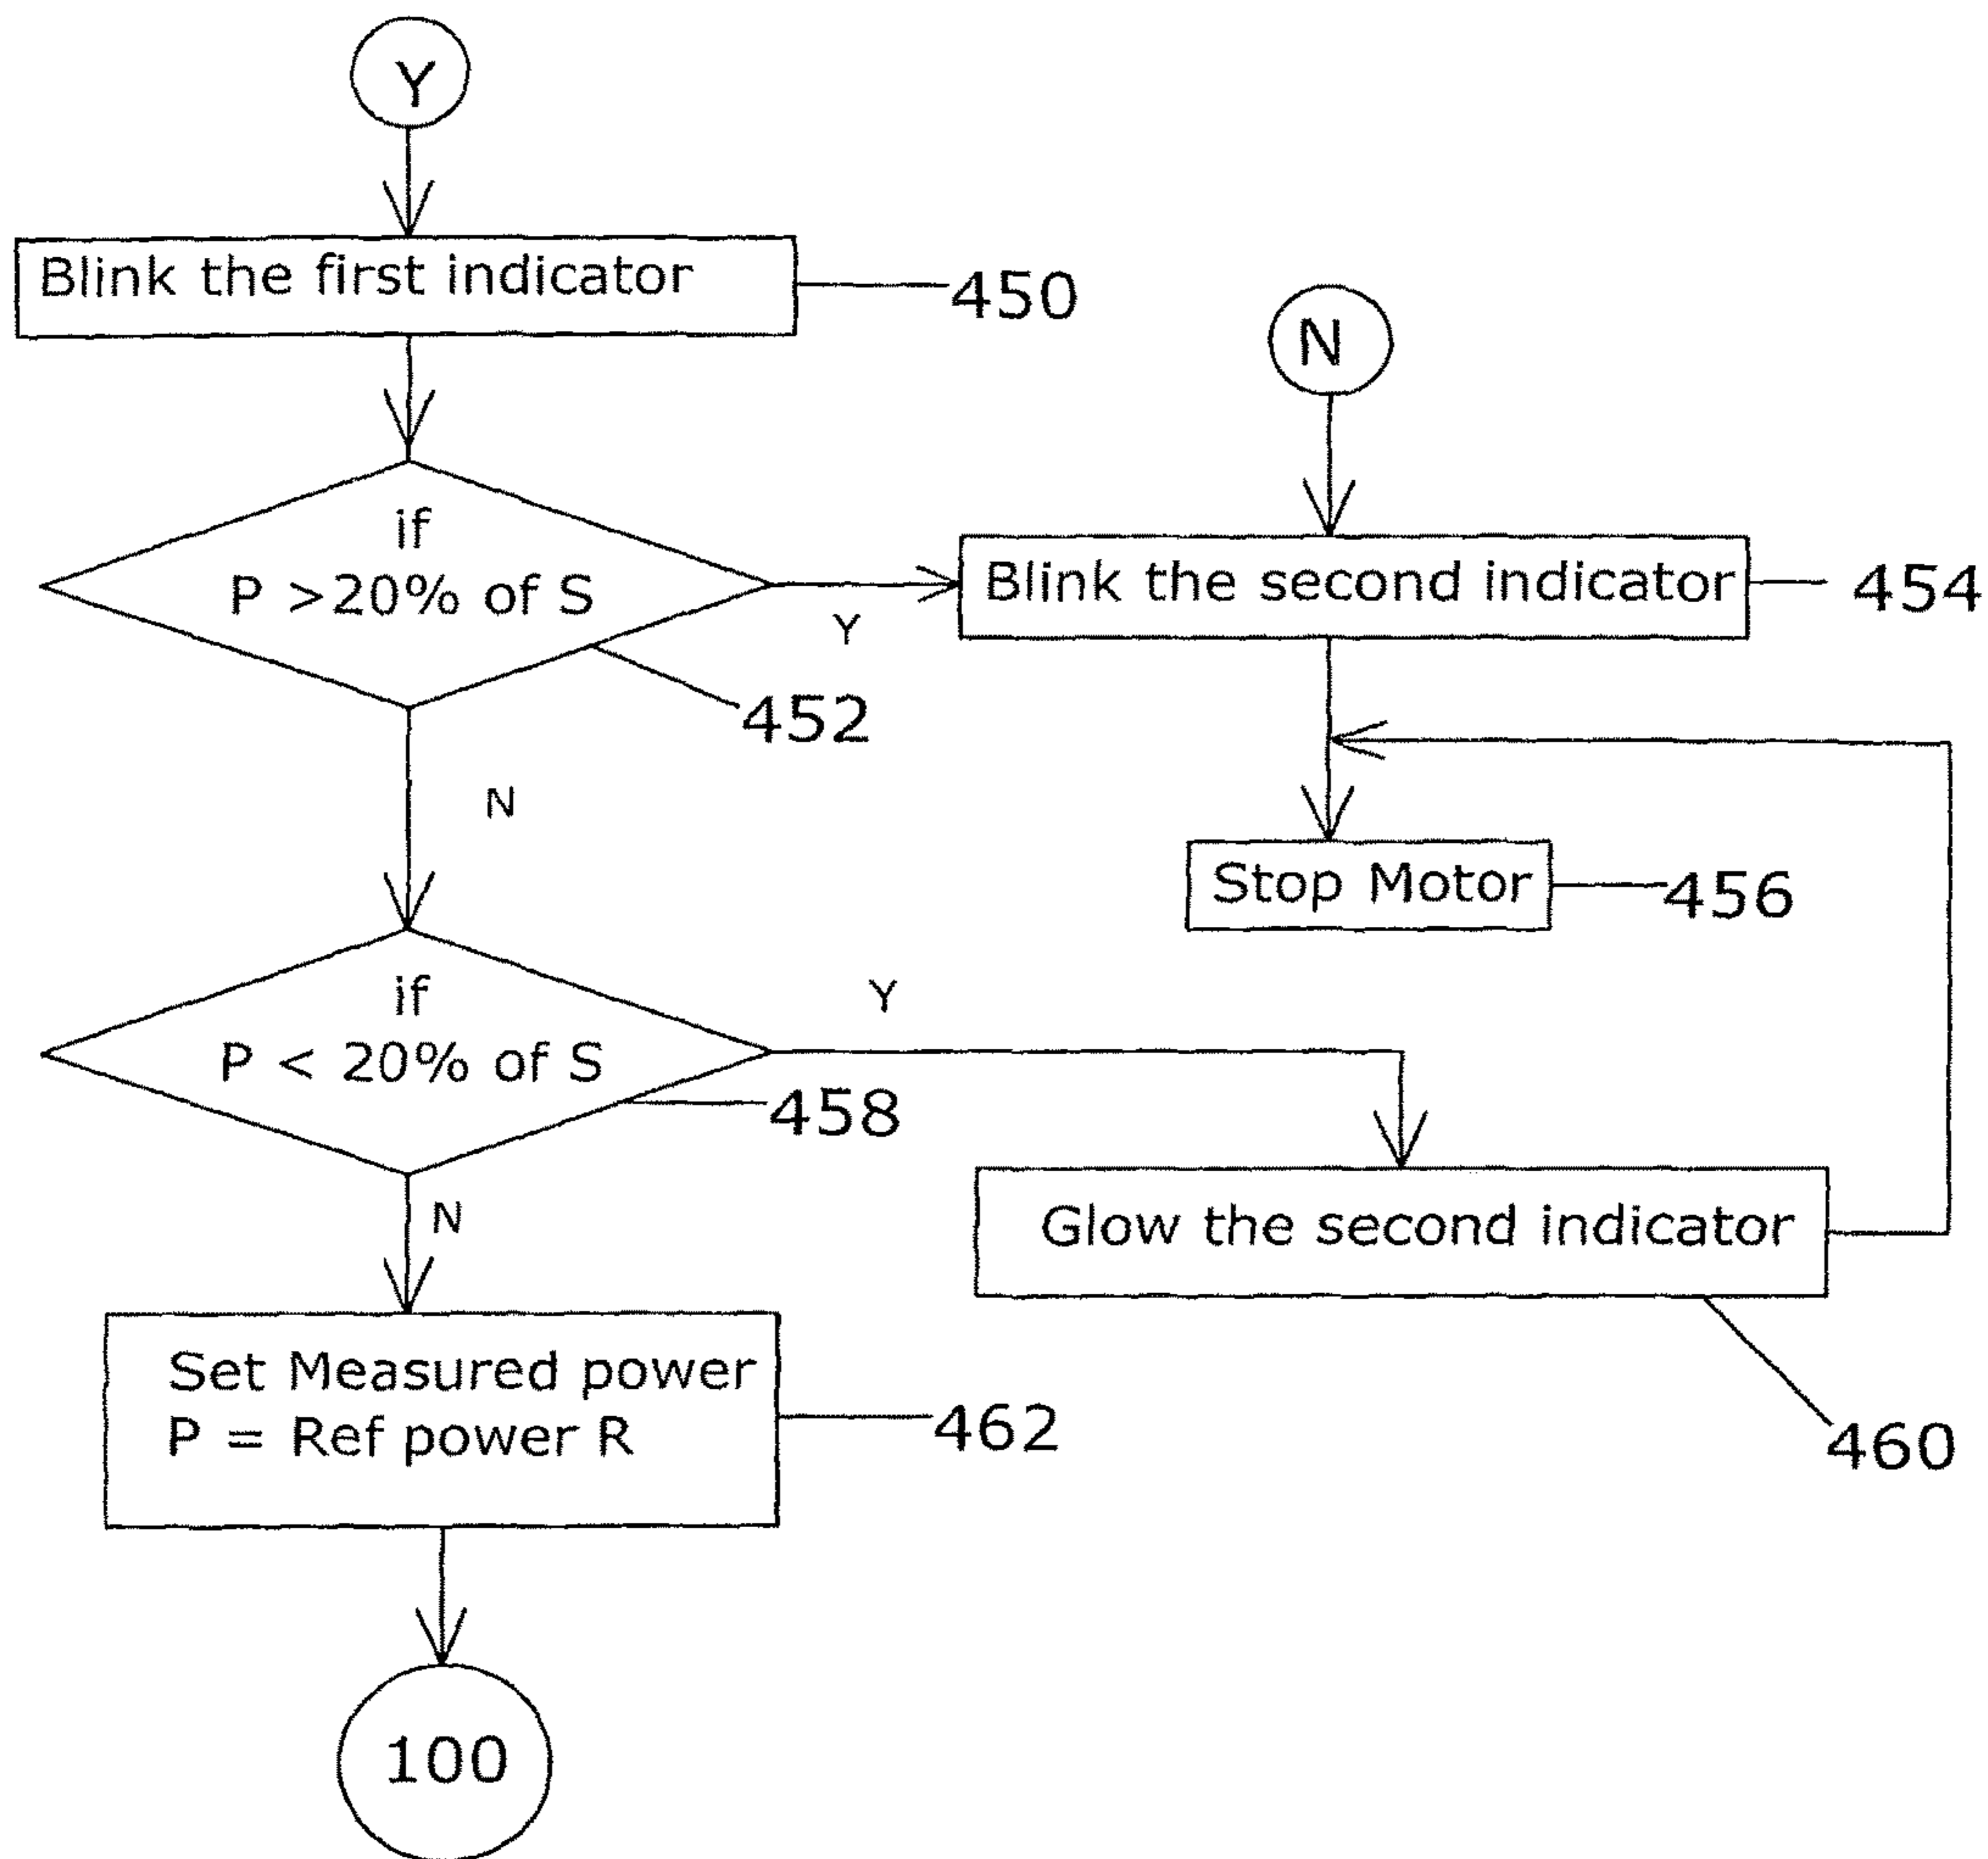 Y
Blink the first indicator
450
N
if
P >20% of S
Y
452
Blink the second indicator
454
N
Stop Motor
456
if
P < 20% of S
Y
458
Glow the second indicator
460
N
Set Measured power
P = Ref power R
462
100